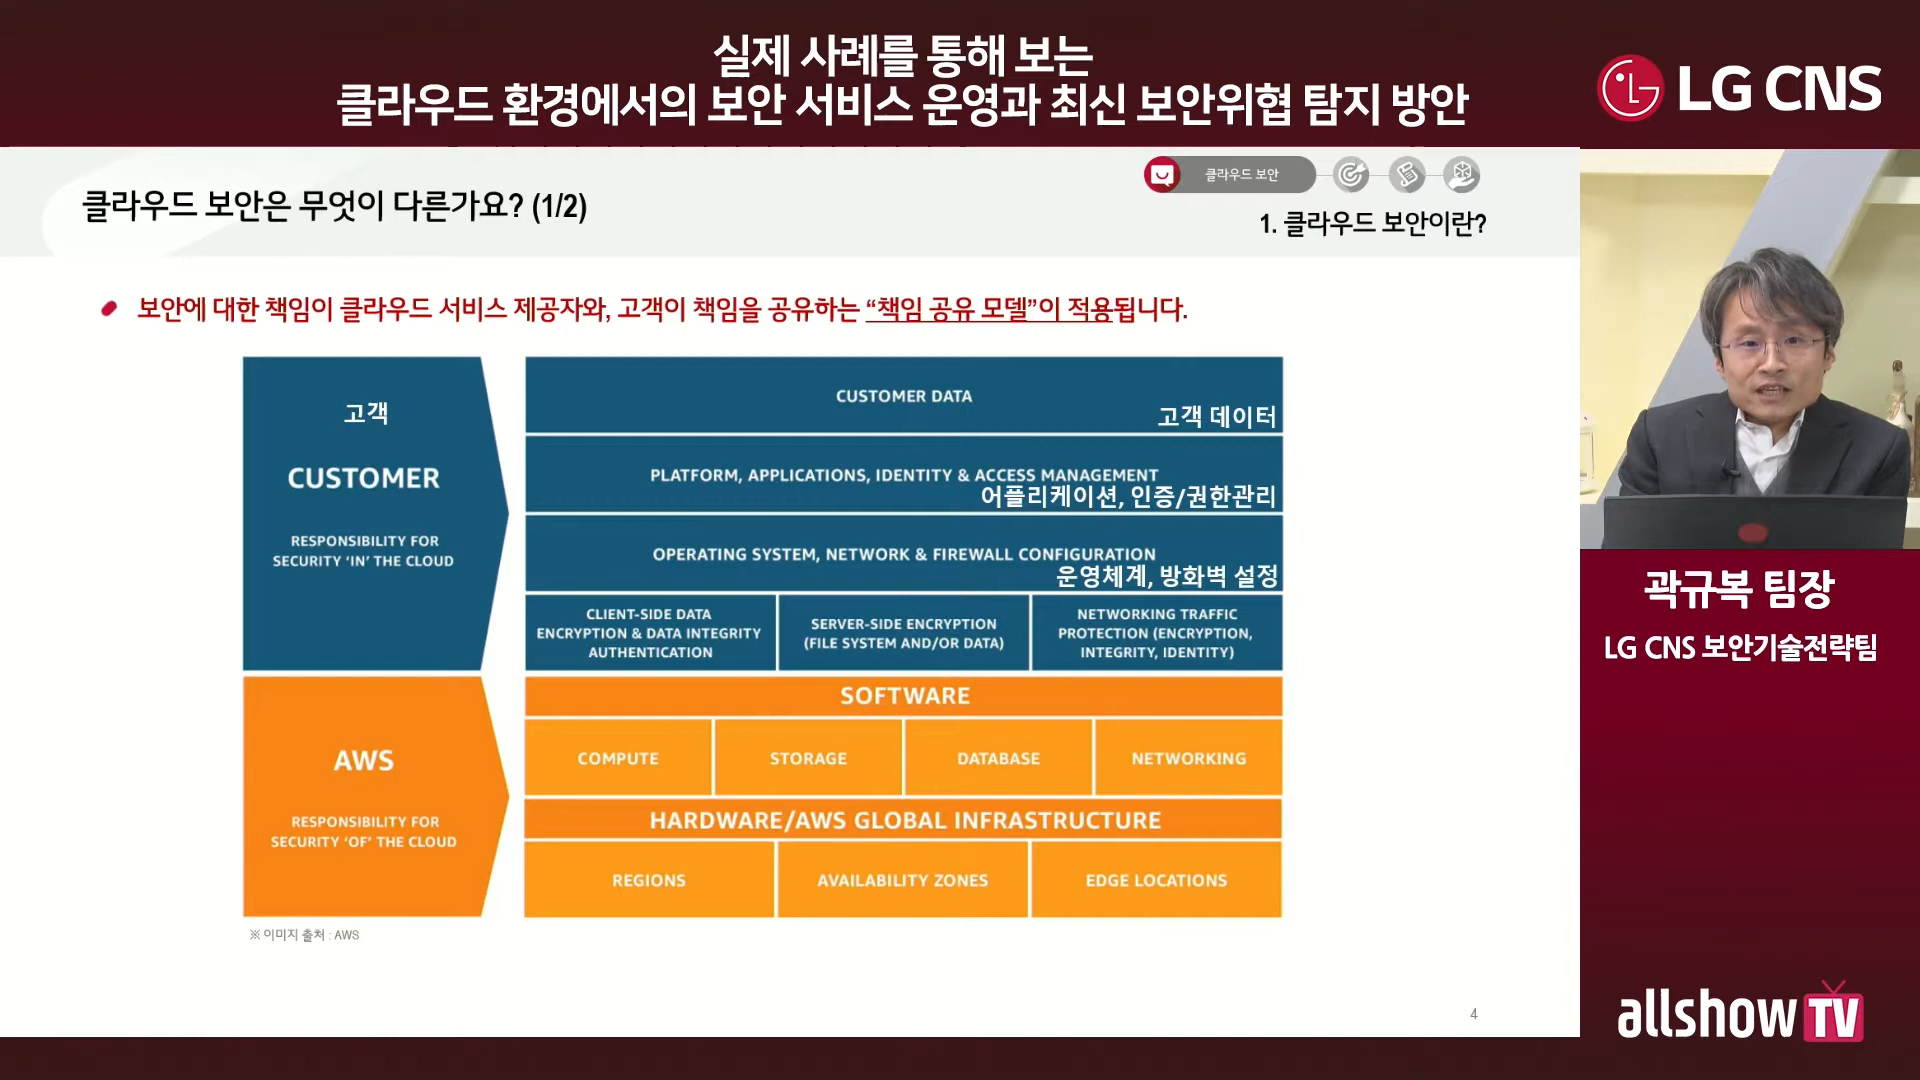 실제 사례를 통해 보는
클라우드 환경에서의 보안 서비스 운영과 최신 보안위협 탐지 방안
LG CNS
클라우드 보안은 무엇이 다른가요? (1/2)
클라우드 보안
1. 클라우드 보안이란?
보안에 대한 책임이 클라우드 서비스 제공자와, 고객이 책임을 공유하는 “책임 공유 모델”이 적용됩니다.
고객
CUSTOMER
RESPONSIBILITY FOR
SECURITY ‘IN’ THE CLOUD
CUSTOMER DATA
고객 데이터
PLATFORM, APPLICATIONS, IDENTITY & ACCESS MANAGEMENT
어플리케이션, 인증/권한관리
OPERATING SYSTEM, NETWORK & FIREWALL CONFIGURATION
운영체계, 방화벽 설정
CLIENT-SIDE DATA
ENCRYPTION & DATA INTEGRITY
AUTHENTICATION
SERVER-SIDE ENCRYPTION
(FILE SYSTEM AND/OR DATA)
NETWORKING TRAFFIC
PROTECTION (ENCRYPTION,
INTEGRITY, IDENTITY)
AWS
RESPONSIBILITY FOR
SECURITY ‘OF’ THE CLOUD
SOFTWARE
COMPUTE
STORAGE
DATABASE
NETWORKING
HARDWARE/AWS GLOBAL INFRASTRUCTURE
REGIONS
AVAILABILITY ZONES
EDGE LOCATIONS
※ 이미지 출처 : AWS
4
곽규복 팀장
LG CNS 보안기술전략팀
allshow TV